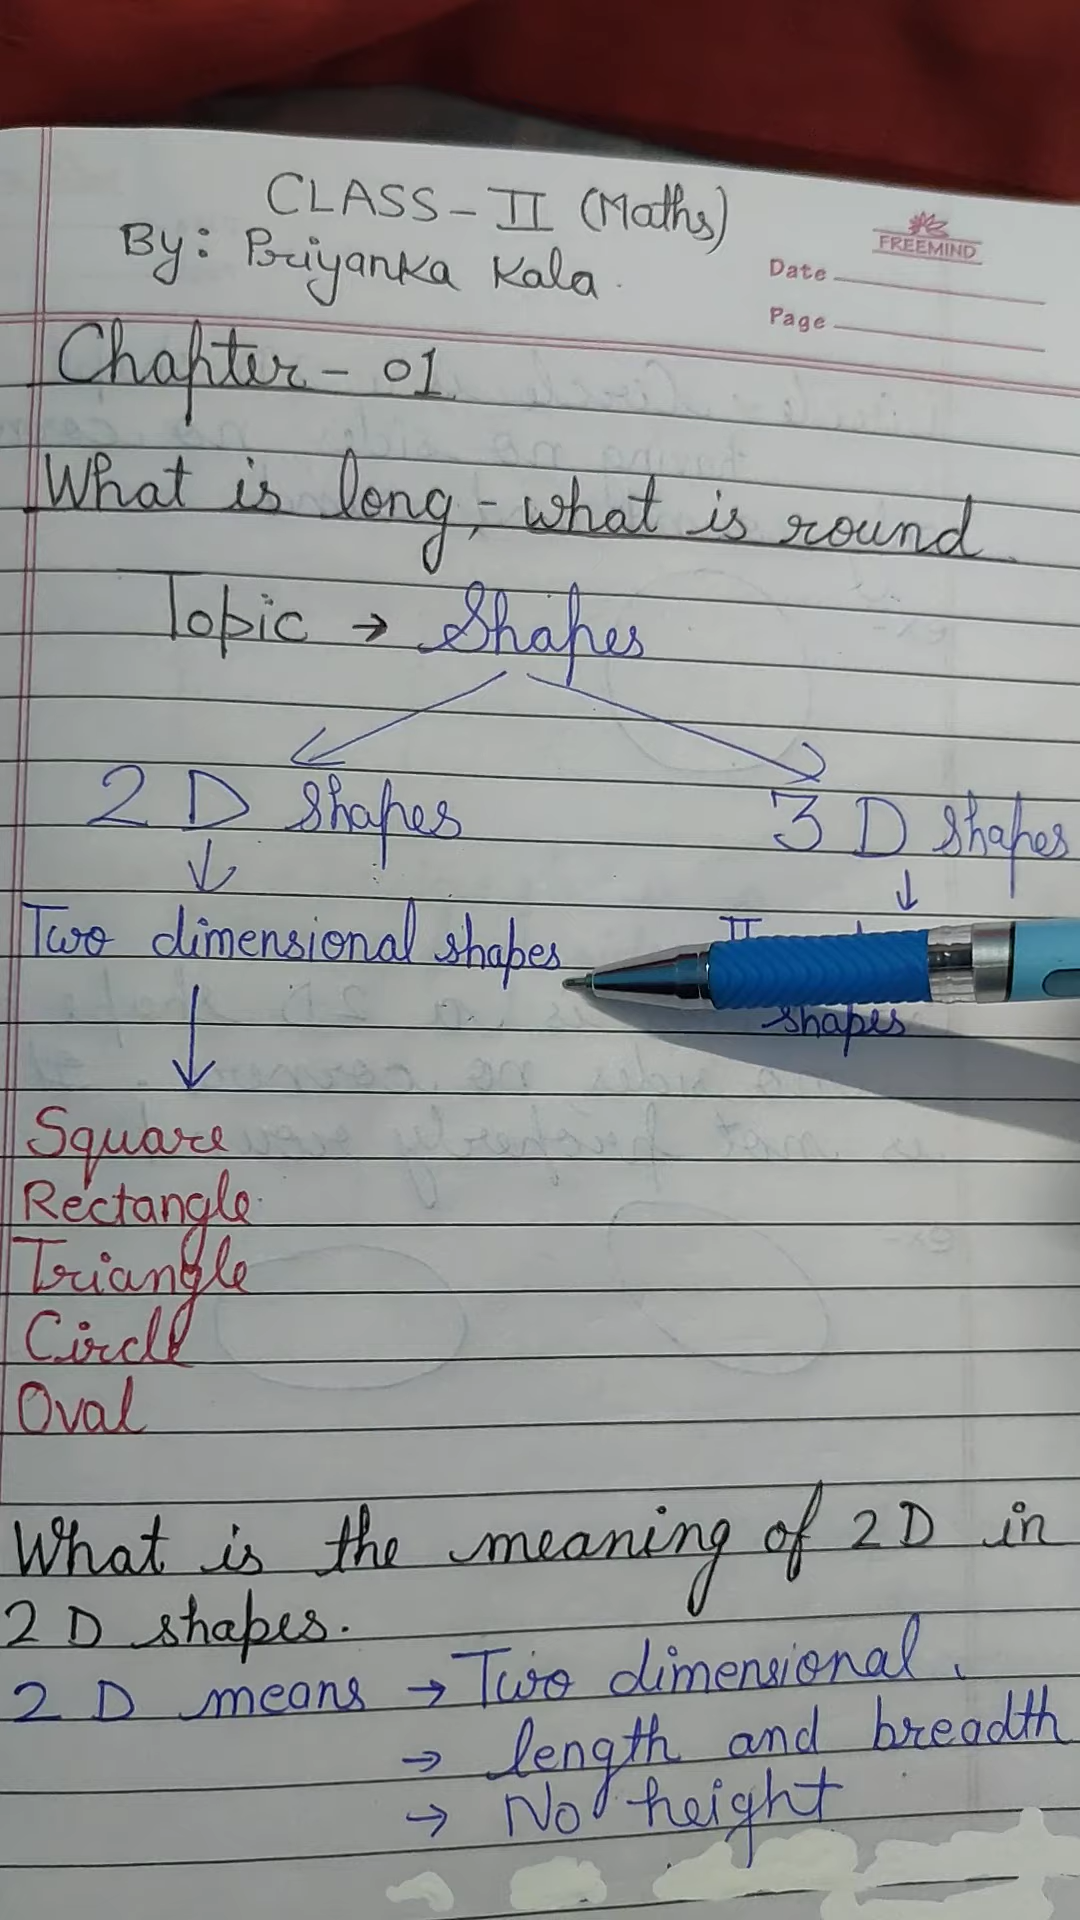 CLASS - II (Maths)
By: Priyanka Kala.
FREEMIND
Date
Page
Chapter - 01
What is long, - what is round.
Topic → Shapes
2 D shapes
3 D shapes
Two dimensional shapes
shapes
Square
Rectangle
Triangle
Circle
Oval
What is the meaning of 2D in
2 D shapes.
2 D means → Two dimensional.
→ length and breadth
→ No height